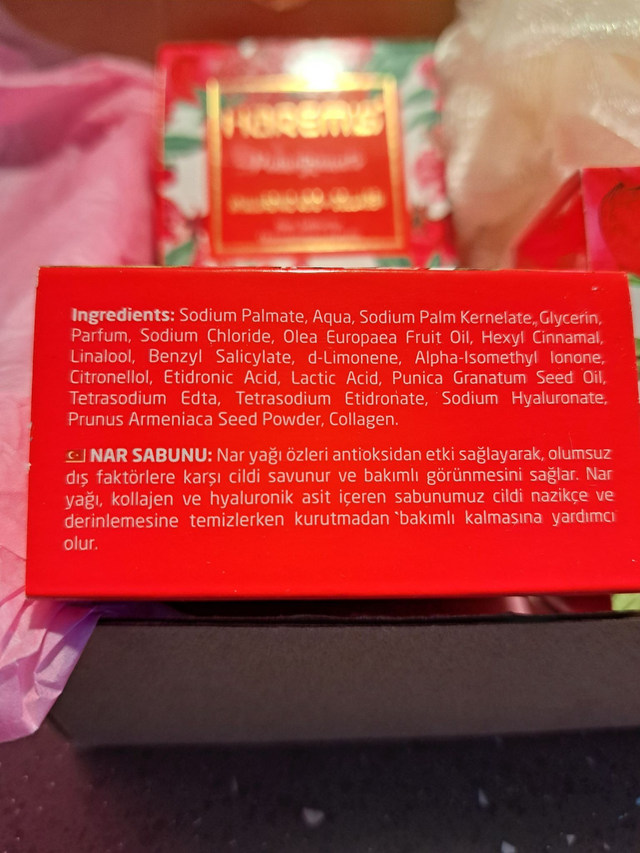 Ingredients: Sodium Palmate, Aqua, Sodium Palm Kernelate, Glycerin,
Parfum, Sodium Chloride, Olea Europaea Fruit Oil, Hexyl Cinnamal,
Linalool, Benzyl Salicylate, d-Limonene, Alpha-Isomethyl Ionone,
Citronellol, Etidronic Acid, Lactic Acid, Punica Granatum Seed Oil,
Tetrasodium Edta, Tetrasodium Etidronate, Sodium Hyaluronate,
Prunus Armeniaca Seed Powder, Collagen.
NAR SABUNU: Nar yağı özleri antioksidan etki sağlayarak, olumsuz
dış faktörlere karşı cildi savunur ve bakımlı görünmesini sağlar. Nar
yağı, kollajen ve hyaluronik asit içeren sabunumuz cildi nazikçe ve
derinlemesine temizlerken kurutmadan bakımlı kalmasına yardımcı
olur.